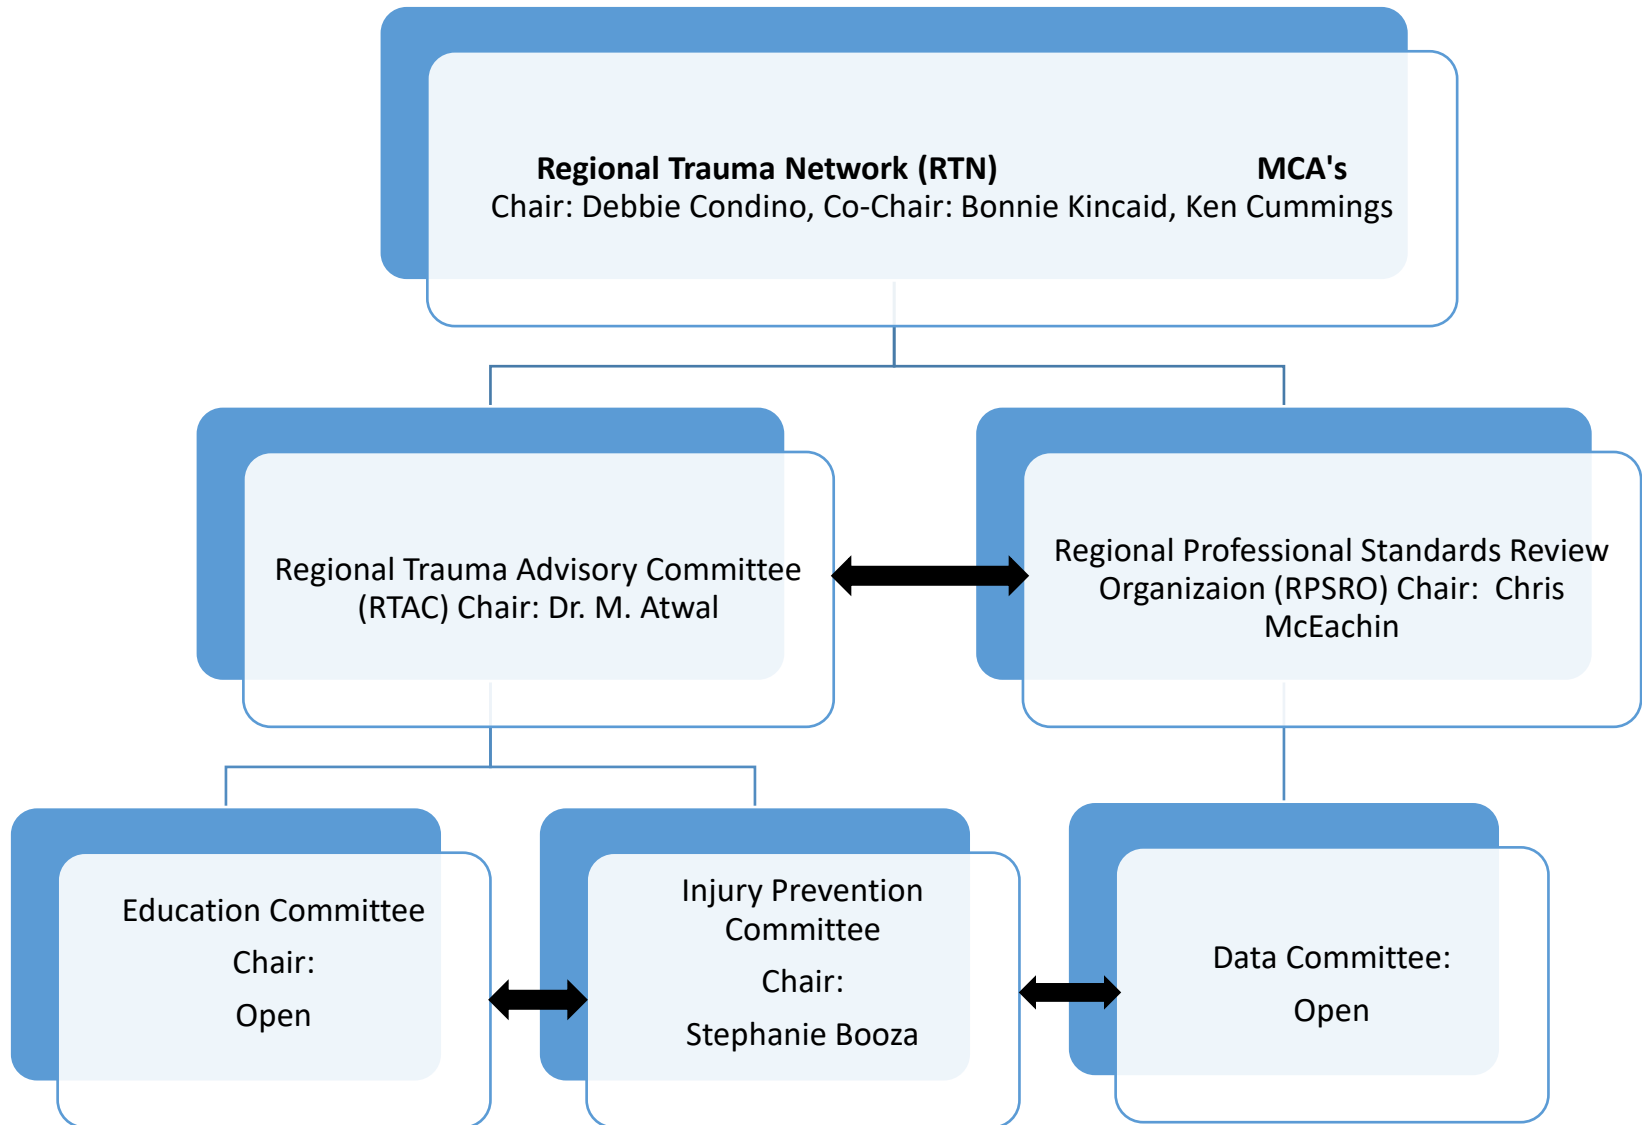 Regional Trauma Network (RTN) MCA's
Chair: Debbie Condino, Co-Chair: Bonnie Kincaid, Ken Cummings
Regional Trauma Advisory Committee
(RTAC) Chair: Dr. M. Atwal
Regional Professional Standards Review
Organizaion (RPSRO) Chair: Chris
McEachin
Education Committee
Chair:
Open
Injury Prevention
Committee
Chair:
Stephanie Booza
Data Committee:
Open